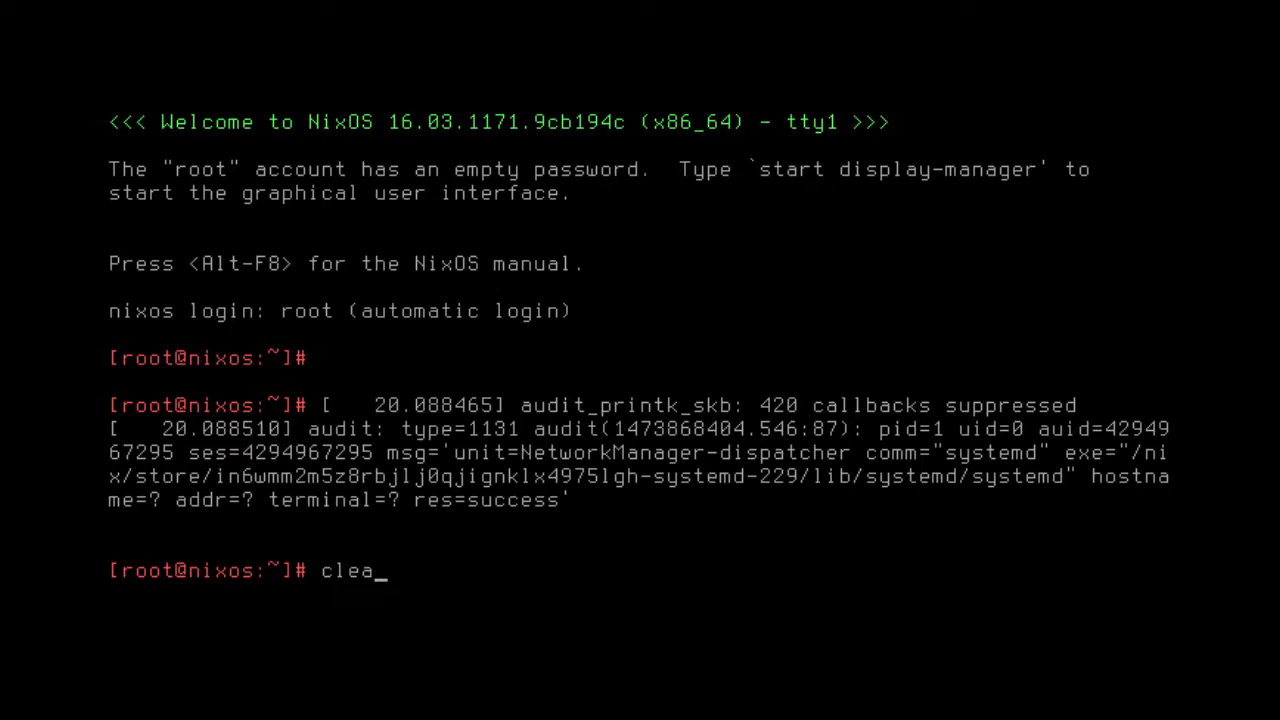 <<< Welcome to NixOS 16.03.1171.9cb194c (x86_64) - tty1 >>>
The "root" account has an empty password.  Type `start display-manager' to
start the graphical user interface.
Press <Alt-F8> for the NixOS manual.
nixos login: root (automatic login)
[root@nixos:~]#
[root@nixos:~]# [   20.088465] audit_printk_skb: 420 callbacks suppressed
[   20.088510] audit: type=1131 audit(1473868404.546:87): pid=1 uid=0 auid=42949
67295 ses=4294967295 msg='unit=NetworkManager-dispatcher comm="systemd" exe="/ni
x/store/in6wmm2m5z8rbjlj0qjignklx4975lgh-systemd-229/lib/systemd/systemd" hostna
me=? addr=? terminal=? res=success'
[root@nixos:~]# clea_